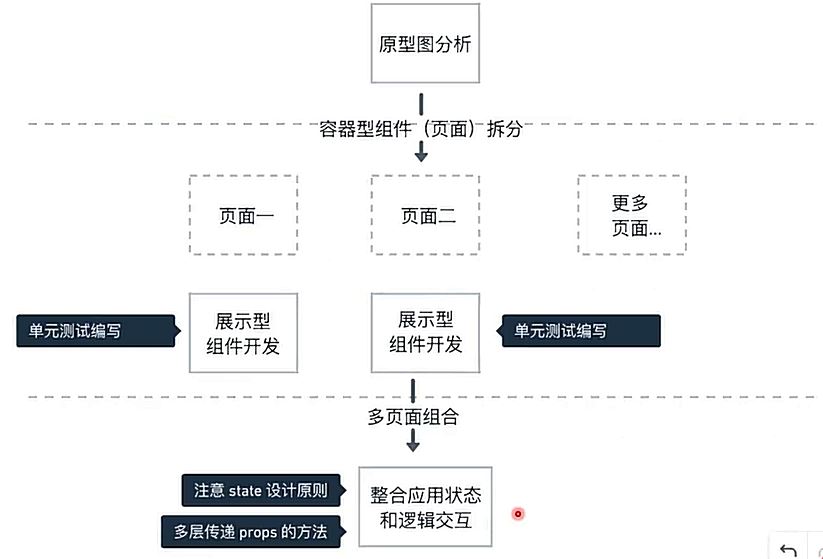 原型图分析
容器型组件（页面）拆分
页面一
页面二
更多
页面...
单元测试编写
展示型
组件开发
展示型
组件开发
单元测试编写
多页面组合
注意 state 设计原则
多层传递 props 的方法
整合应用状态
和逻辑交互